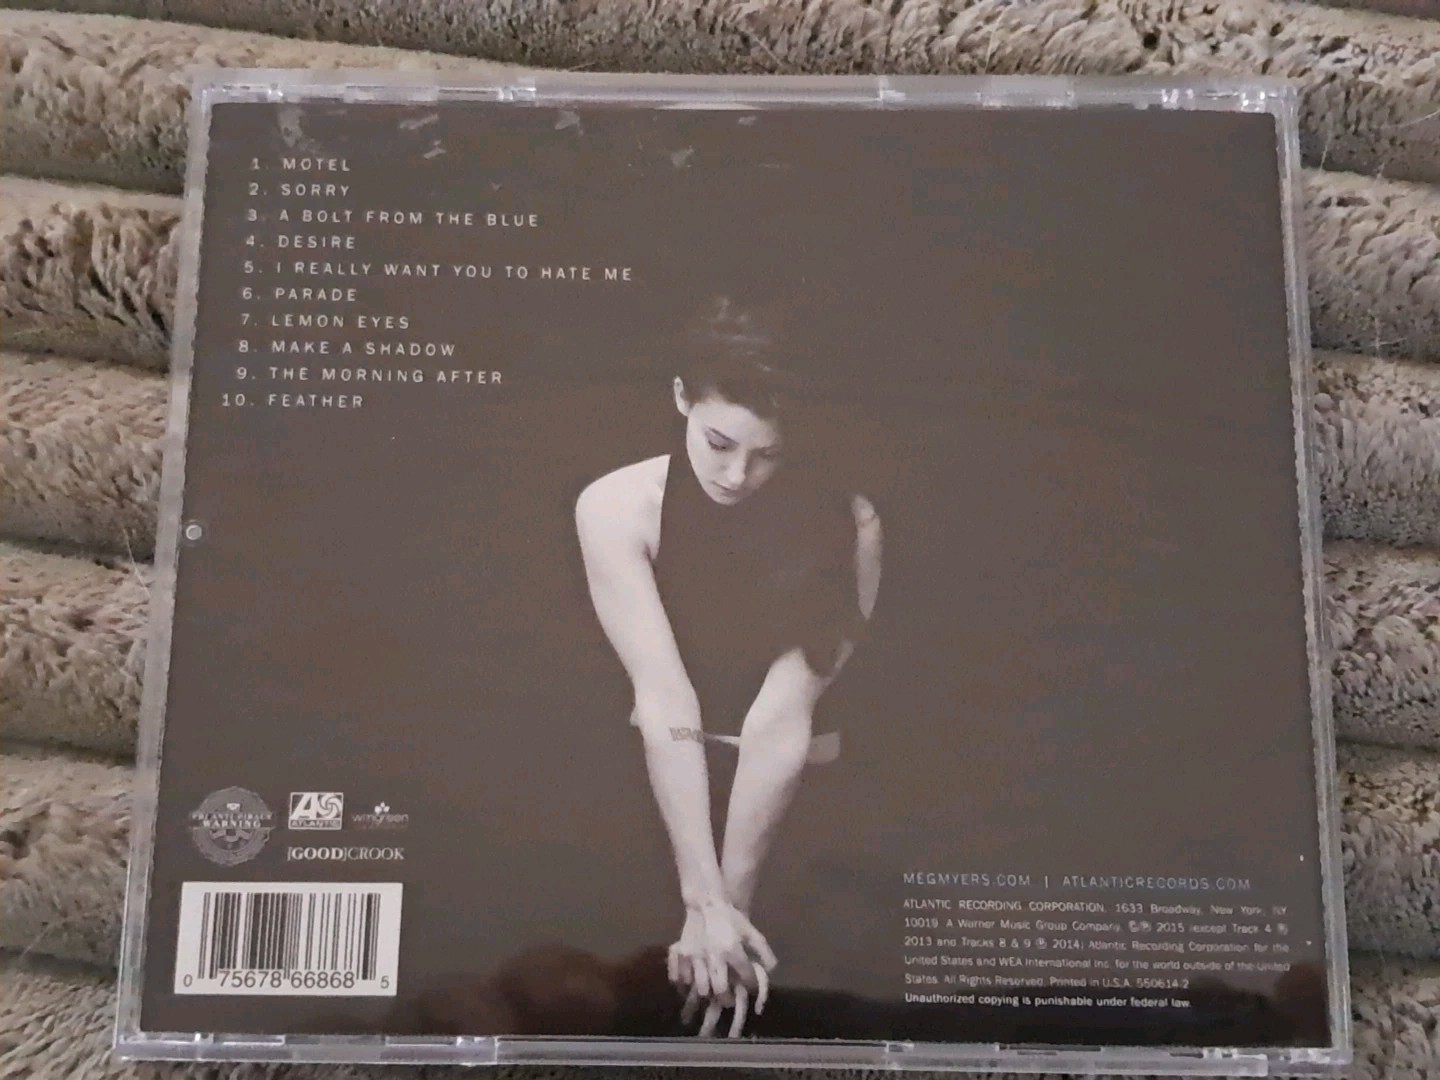 1. MOTEL
2. SORRY
3. A BOLT FROM THE BLUE
4. DESIRE
5. I REALLY WANT YOU TO HATE ME
6. PARADE
7. LEMON EYES
8. MAKE A SHADOW
9. THE MORNING AFTER
10. FEATHER
FBI ANTI-PIRACY
WARNING
ATLANTIC
wingreen
[GOOD]CROOK
0 75678 66868 5
MEGMYERS.COM | ATLANTICRECORDS.COM
ATLANTIC RECORDING CORPORATION, 1633 Broadway, New York, NY
10019. A Warner Music Group Company. ©℗ 2015 (except Track 4 ℗
2013 and Tracks 8 & 9 ℗ 2014) Atlantic Recording Corporation for the
United States and WEA International Inc. for the world outside of the United
States. All Rights Reserved. Printed in U.S.A. 550614-2
Unauthorized copying is punishable under federal law.